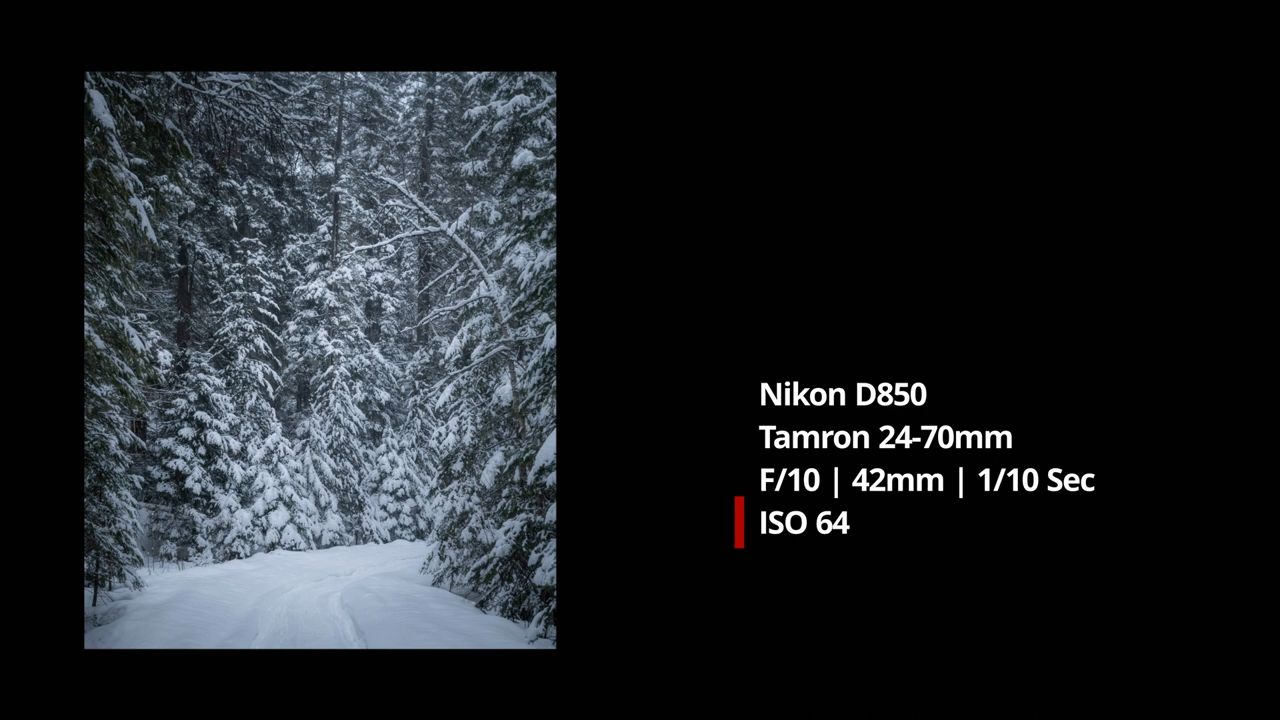 Nikon D850
Tamron 24-70mm
F/10 | 42mm | 1/10 Sec
ISO 64